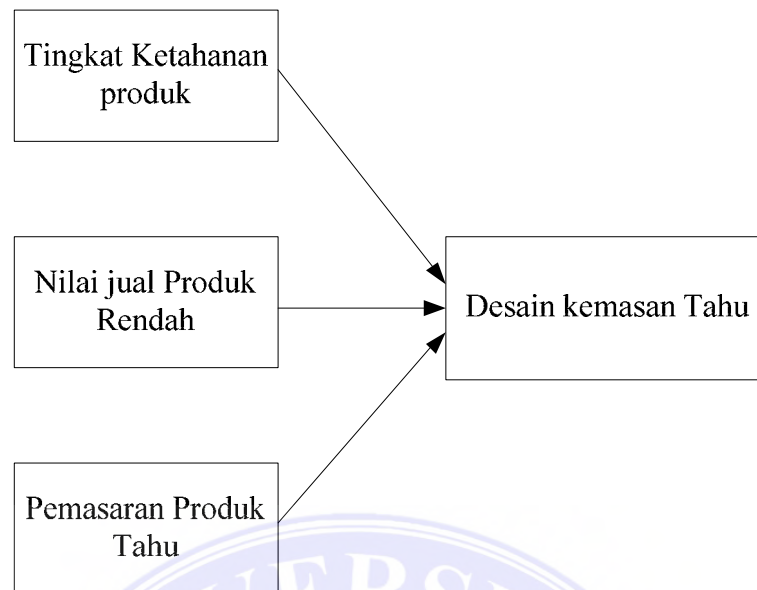 Tingkat Ketahanan
produk
Nilai jual Produk
Rendah
Desain kemasan Tahu
Pemasaran Produk
Tahu